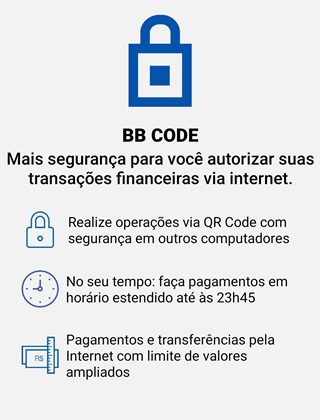 BB CODE
Mais segurança para você autorizar suas
transações financeiras via internet.
Realize operações via QR Code com
segurança em outros computadores
No seu tempo: faça pagamentos em
horário estendido até às 23h45
R$
Pagamentos e transferências pela
Internet com limite de valores
ampliados